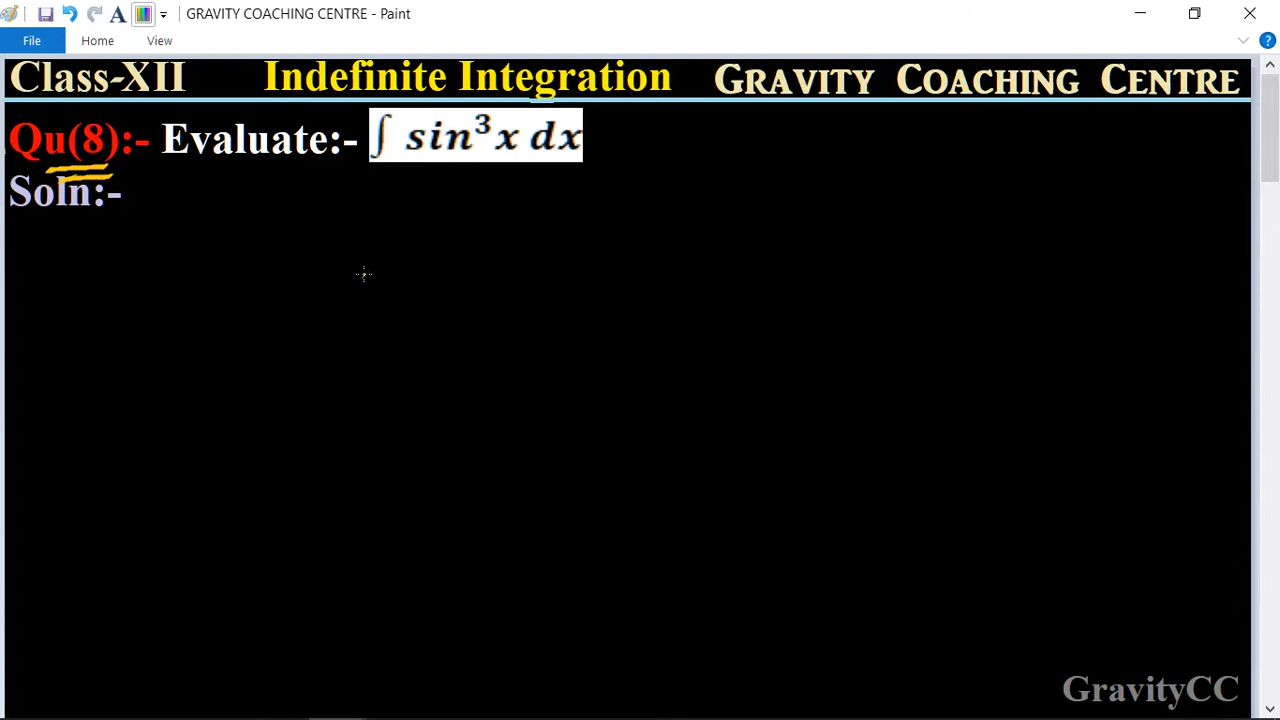 GRAVITY COACHING CENTRE - Paint
File Home View
Class-XII Indefinite Integration GRAVITY COACHING CENTRE
Qu(8):- Evaluate:- ∫ sin³x dx
Soln:-
GravityCC